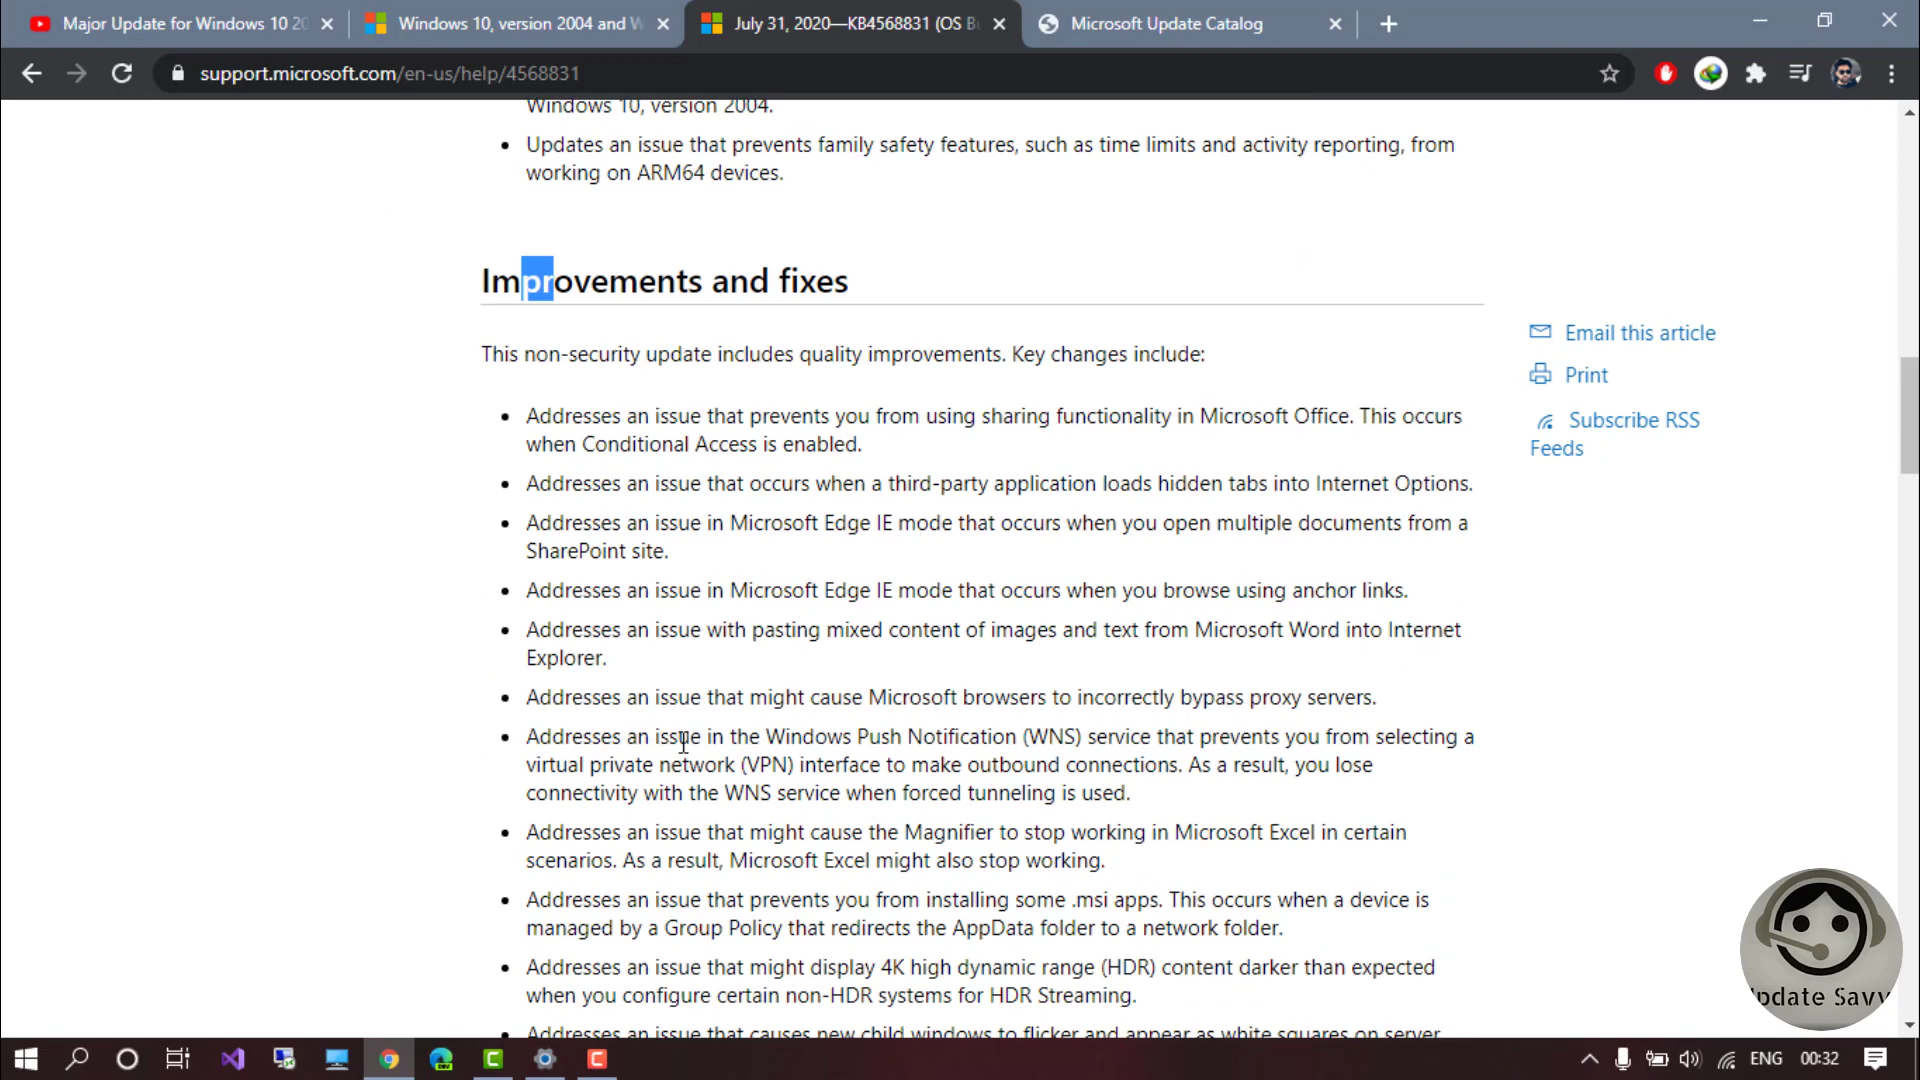 Major Update for Windows 10 20
Windows 10, version 2004 and W
July 31, 2020—KB4568831 (OS B
Microsoft Update Catalog
support.microsoft.com/en-us/help/4568831
Windows 10, version 2004.
• Updates an issue that prevents family safety features, such as time limits and activity reporting, from
working on ARM64 devices.
Improvements and fixes
This non-security update includes quality improvements. Key changes include:
• Addresses an issue that prevents you from using sharing functionality in Microsoft Office. This occurs
when Conditional Access is enabled.
• Addresses an issue that occurs when a third-party application loads hidden tabs into Internet Options.
• Addresses an issue in Microsoft Edge IE mode that occurs when you open multiple documents from a
SharePoint site.
• Addresses an issue in Microsoft Edge IE mode that occurs when you browse using anchor links.
• Addresses an issue with pasting mixed content of images and text from Microsoft Word into Internet
Explorer.
• Addresses an issue that might cause Microsoft browsers to incorrectly bypass proxy servers.
• Addresses an issue in the Windows Push Notification (WNS) service that prevents you from selecting a
virtual private network (VPN) interface to make outbound connections. As a result, you lose
connectivity with the WNS service when forced tunneling is used.
• Addresses an issue that might cause the Magnifier to stop working in Microsoft Excel in certain
scenarios. As a result, Microsoft Excel might also stop working.
• Addresses an issue that prevents you from installing some .msi apps. This occurs when a device is
managed by a Group Policy that redirects the AppData folder to a network folder.
• Addresses an issue that might display 4K high dynamic range (HDR) content darker than expected
when you configure certain non-HDR systems for HDR Streaming.
• Addresses an issue that causes new child windows to flicker and appear as white squares on server
Email this article
Print
Subscribe RSS
Feeds
pdate Savvy
ENG
00:32